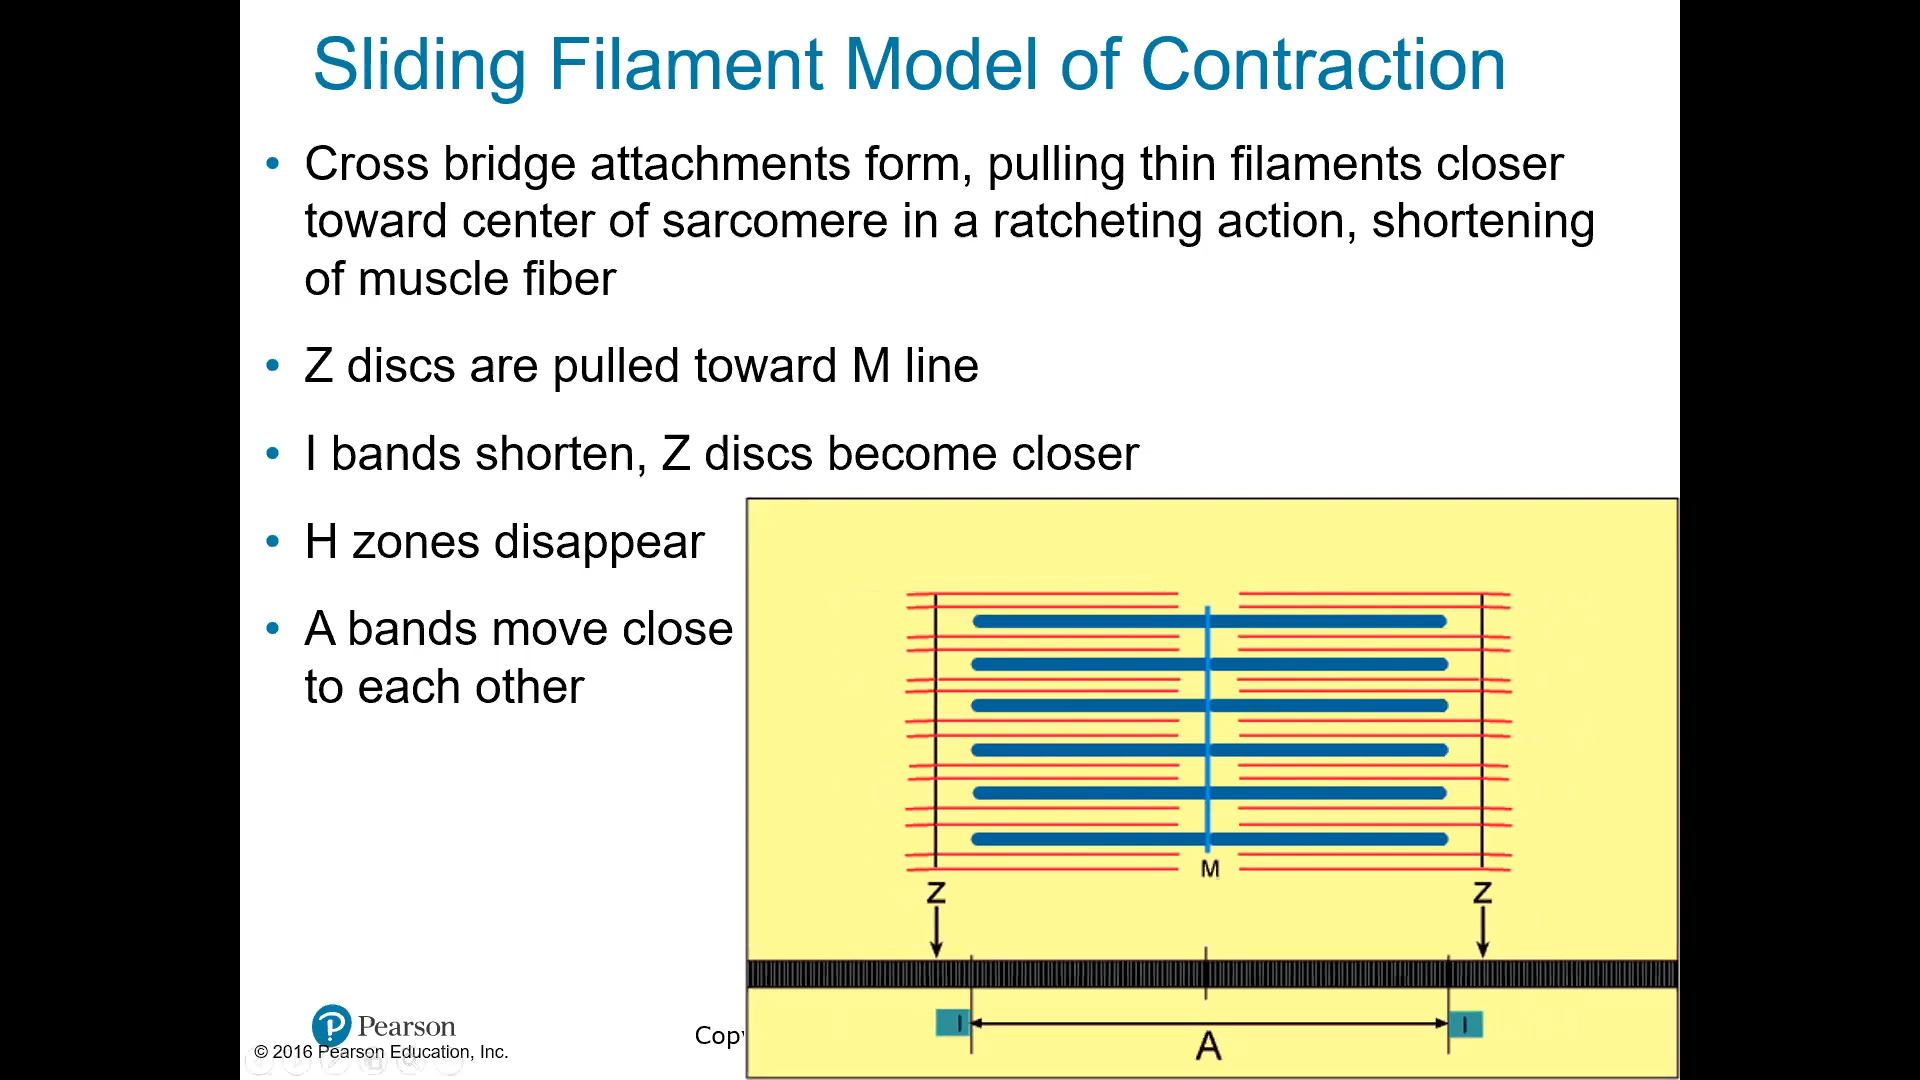 Sliding Filament Model of Contraction
• Cross bridge attachments form, pulling thin filaments closer
toward center of sarcomere in a ratcheting action, shortening
of muscle fiber
• Z discs are pulled toward M line
• I bands shorten, Z discs become closer
• H zones disappear
• A bands move close
to each other
M
Z Z
I I
A
Pearson
© 2016 Pearson Education, Inc.